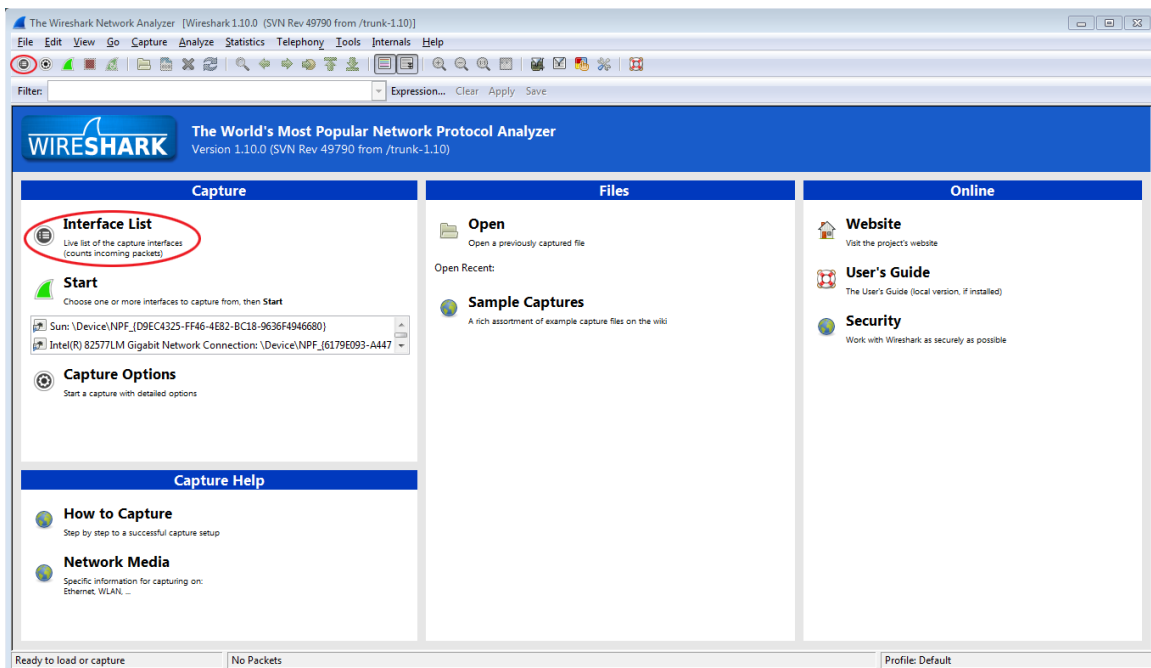 The Wireshark Network Analyzer [Wireshark 1.10.0 (SVN Rev 49790 from /trunk-1.10)]
File Edit View Go Capture Analyze Statistics Telephony Tools Internals Help
Filter:
Expression... Clear Apply Save
WIRESHARK
The World's Most Popular Network Protocol Analyzer
Version 1.10.0 (SVN Rev 49790 from /trunk-1.10)
Capture
Interface List
Live list of the capture interfaces
(counts incoming packets)
Start
Choose one or more interfaces to capture from, then Start
Sun: \Device\NPF_{D9EC4325-FF46-4E82-BC18-9636F4946680}
Intel(R) 82577LM Gigabit Network Connection: \Device\NPF_{6179E093-A447
Capture Options
Start a capture with detailed options
Capture Help
How to Capture
Step by step to a successful capture setup
Network Media
Specific information for capturing on:
Ethernet, WLAN, ...
Files
Open
Open a previously captured file
Open Recent:
Sample Captures
A rich assortment of example capture files on the wiki
Online
Website
Visit the project's website
User's Guide
The User's Guide (local version, if installed)
Security
Work with Wireshark as securely as possible
Ready to load or capture
No Packets
Profile: Default